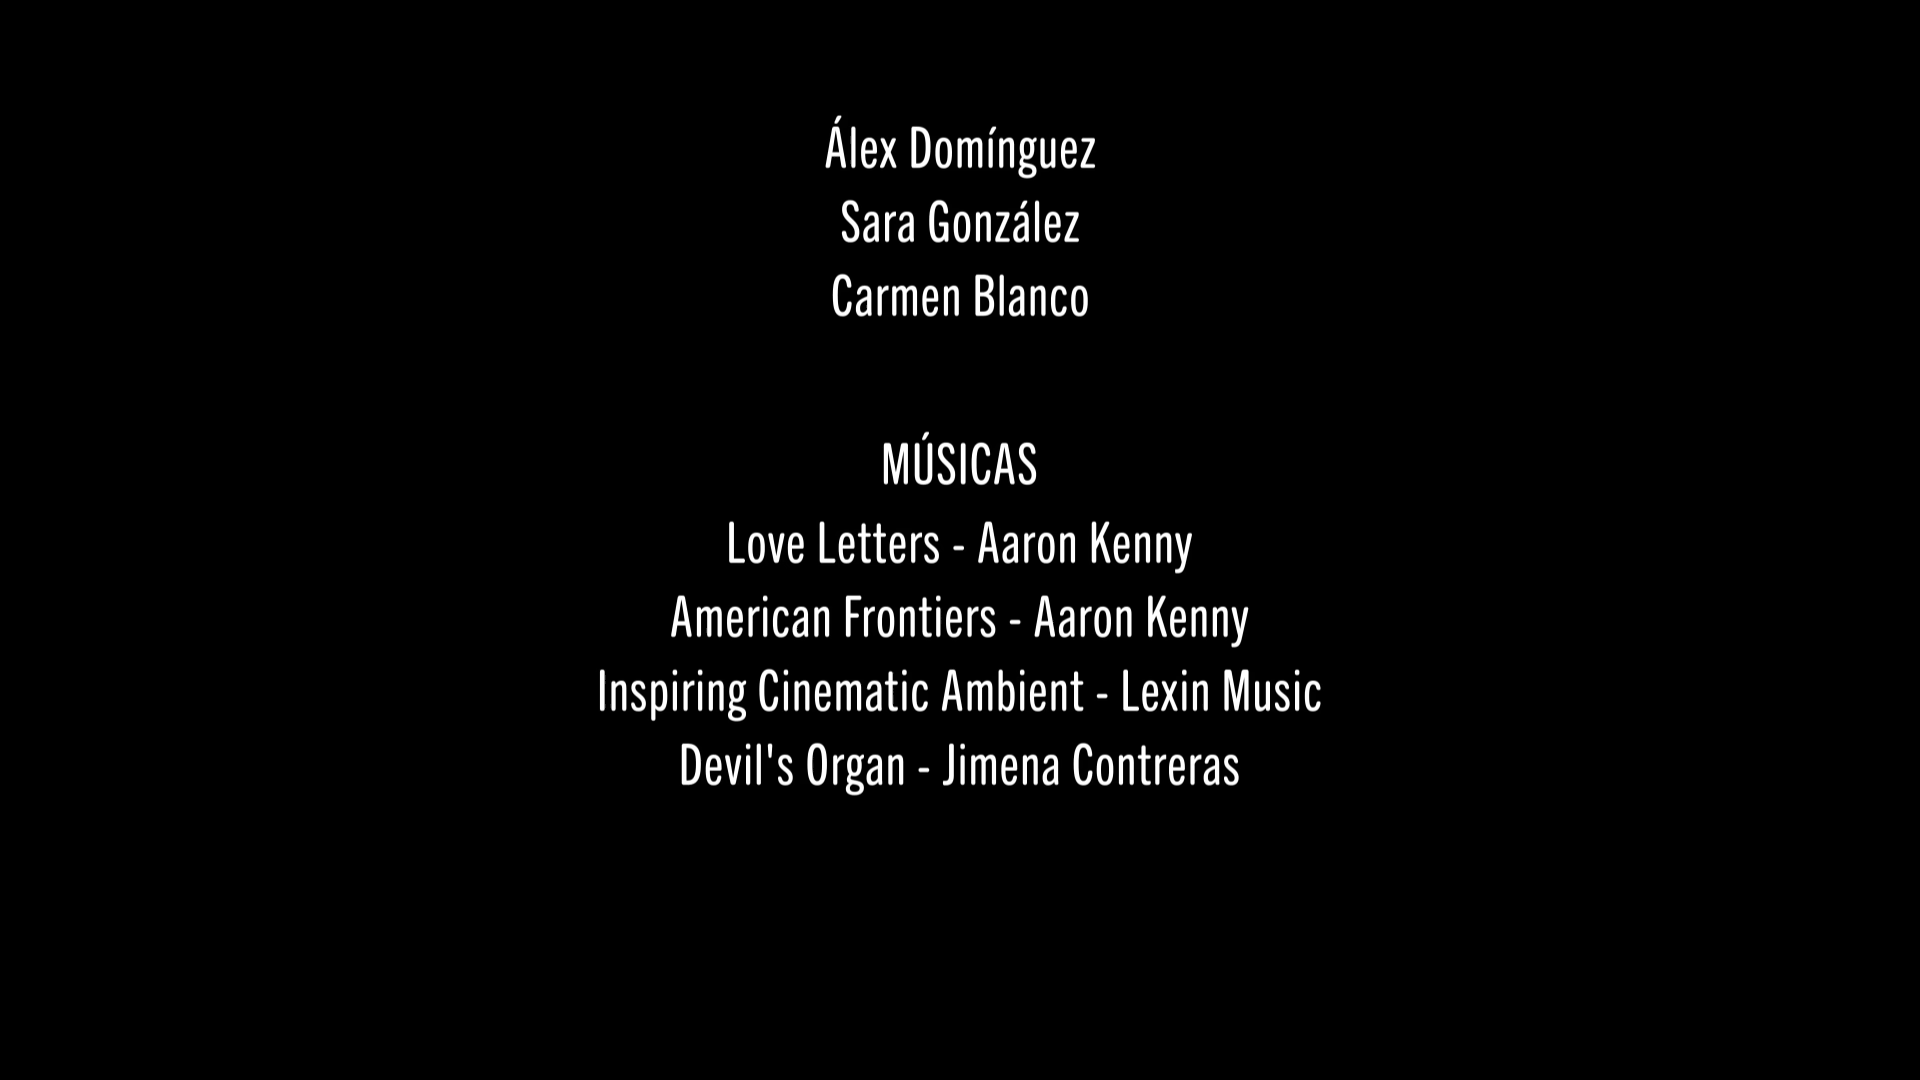 Álex Domínguez
Sara González
Carmen Blanco
MÚSICAS
Love Letters - Aaron Kenny
American Frontiers - Aaron Kenny
Inspiring Cinematic Ambient - Lexin Music
Devil's Organ - Jimena Contreras